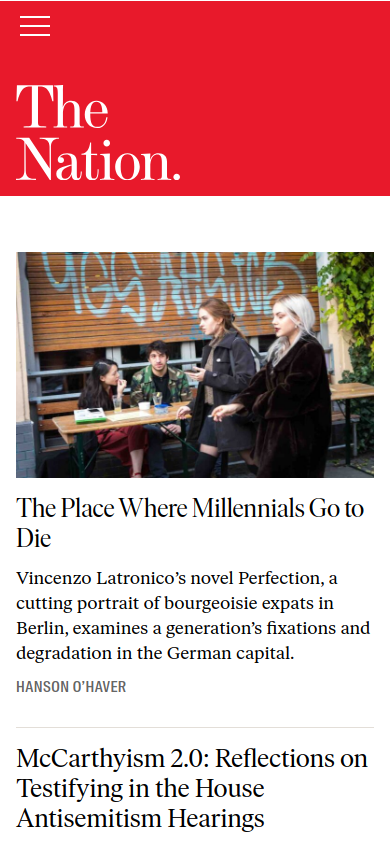 The
Nation.
The Place Where Millennials Go to
Die
Vincenzo Latronico’s novel Perfection, a
cutting portrait of bourgeoisie expats in
Berlin, examines a generation’s fixations and
degradation in the German capital.
HANSON O’HAVER
McCarthyism 2.0: Reflections on
Testifying in the House
Antisemitism Hearings